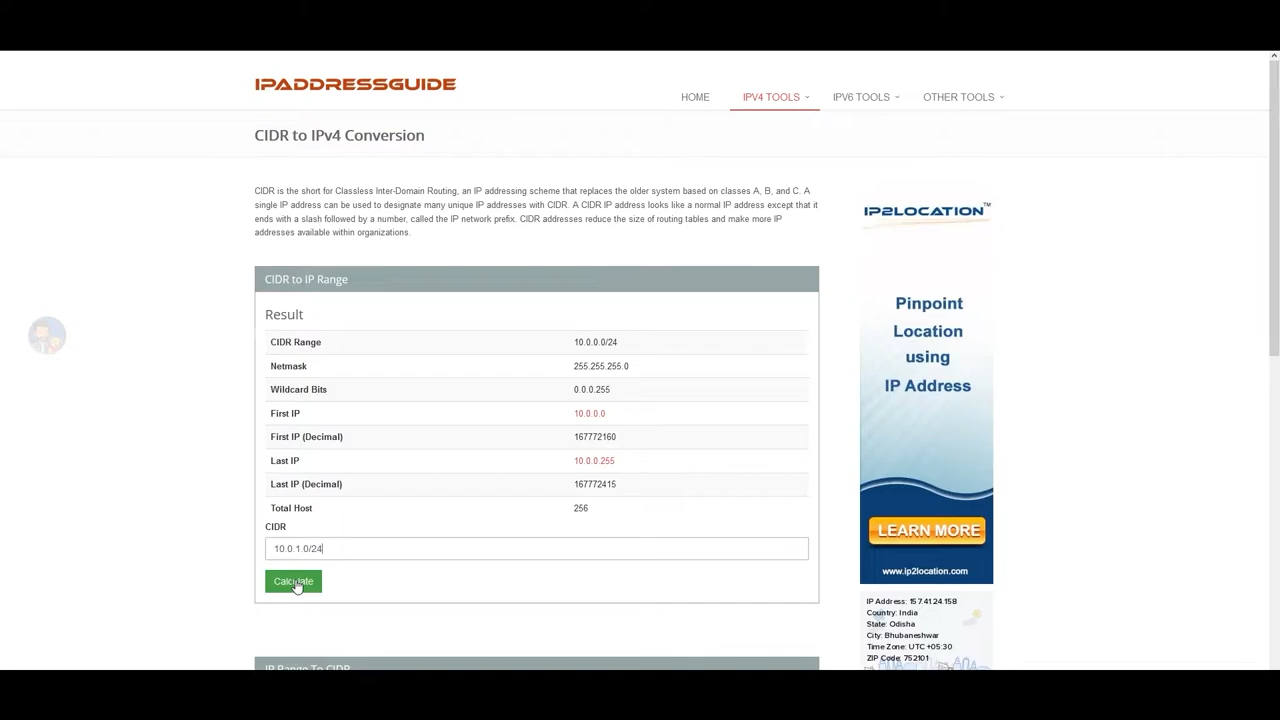 IPADDRESSGUIDE
HOME
IPV4 TOOLS
IPV6 TOOLS
OTHER TOOLS
CIDR to IPv4 Conversion
CIDR is the short for Classless Inter-Domain Routing, an IP addressing scheme that replaces the older system based on classes A, B, and C. A
single IP address can be used to designate many unique IP addresses with CIDR. A CIDR IP address looks like a normal IP address except that it
ends with a slash followed by a number, called the IP network prefix. CIDR addresses reduce the size of routing tables and make more IP
addresses available within organizations.
CIDR to IP Range
Result
CIDR Range 10.0.0.0/24
Netmask 255.255.255.0
Wildcard Bits 0.0.0.255
First IP 10.0.0.0
First IP (Decimal) 167772160
Last IP 10.0.0.255
Last IP (Decimal) 167772415
Total Host 256
CIDR
10.0.1.0/24
Calculate
IP Range To CIDR
IP2LOCATION™
Pinpoint
Location
using
IP Address
LEARN MORE
www.ip2location.com
IP Address: 157.41.24.158
Country: India
State: Odisha
City: Bhubaneshwar
Time Zone: UTC +05:30
ZIP Code: 752101